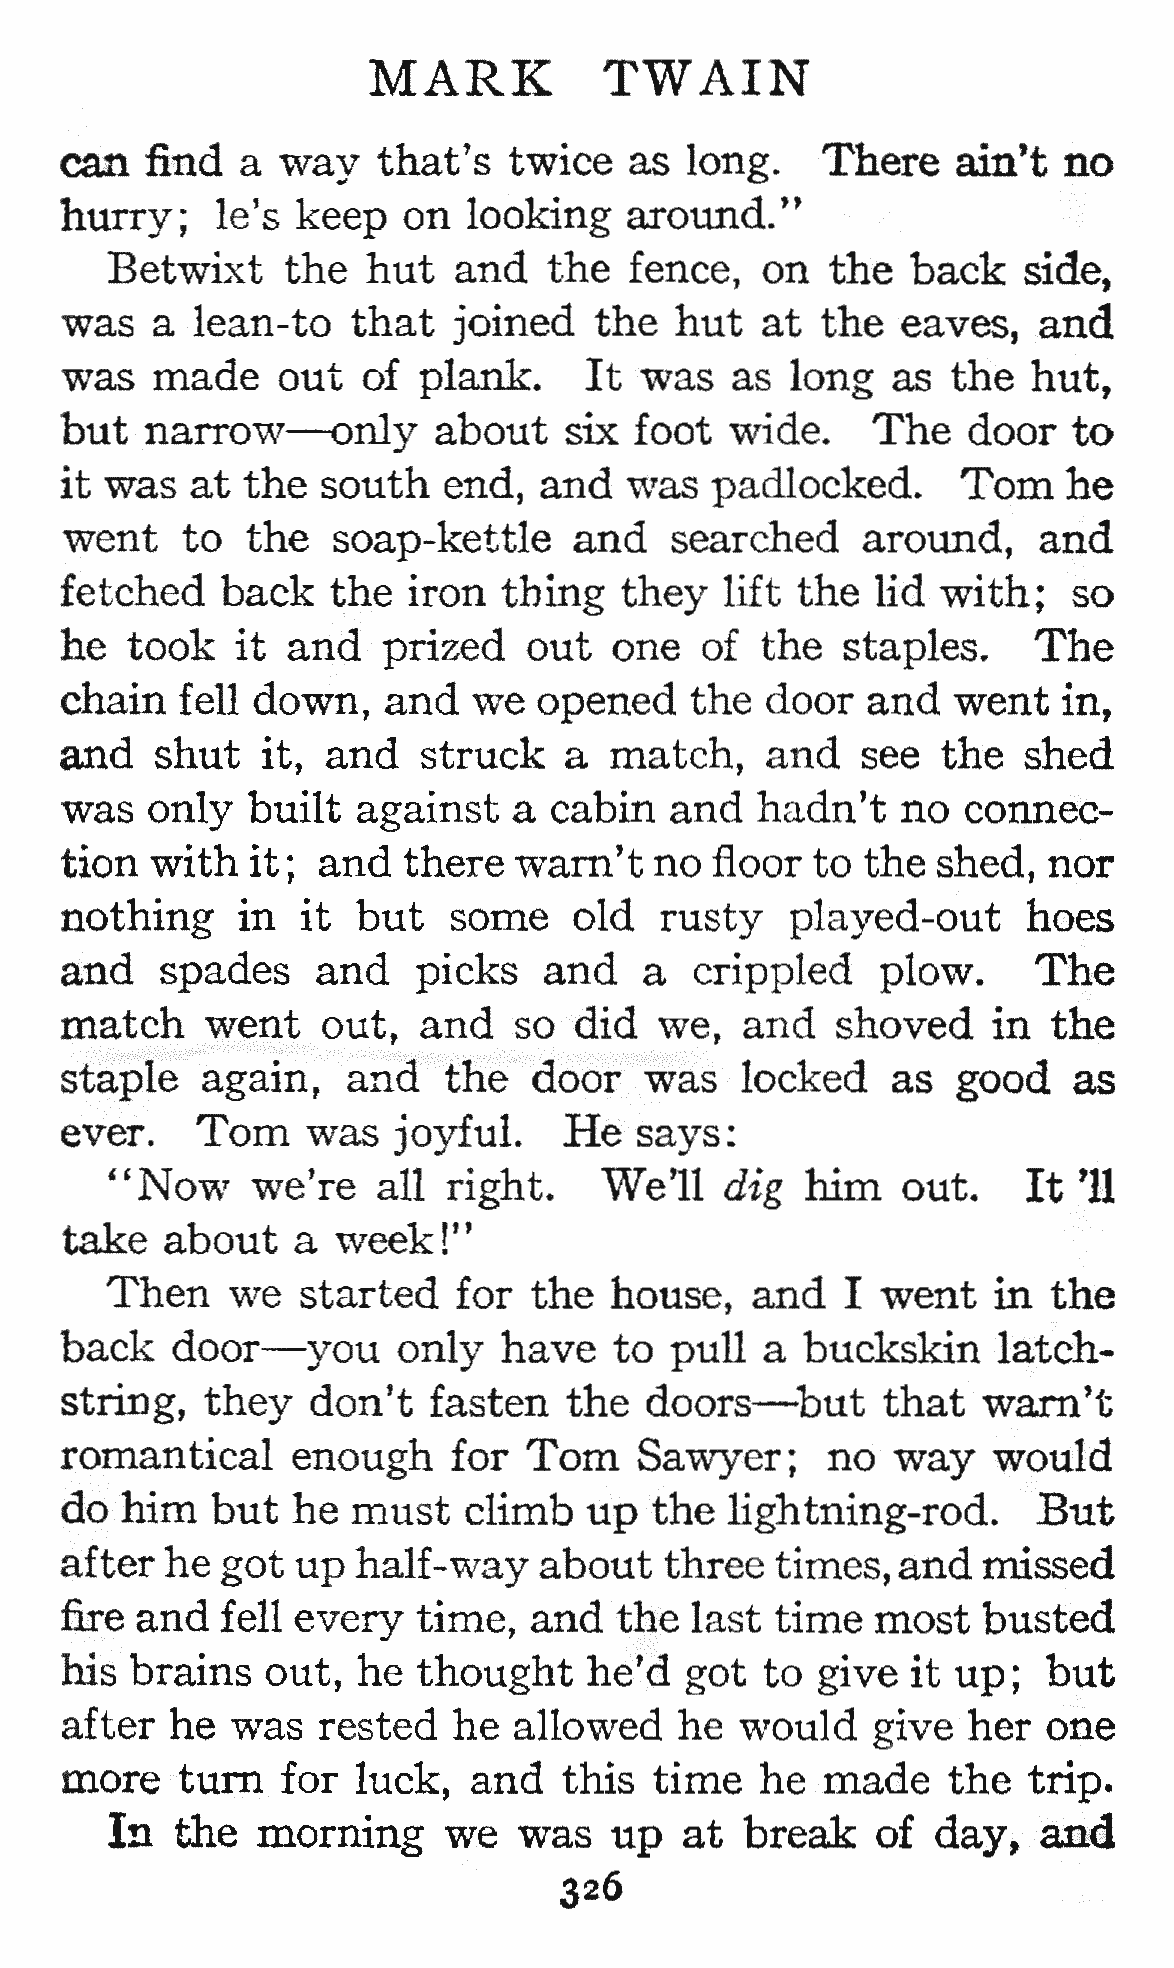 MARK TWAIN
can find a way that's twice as long. There ain't no
hurry; le's keep on looking around."
Betwixt the hut and the fence, on the back side,
was a lean-to that joined the hut at the eaves, and
was made out of plank. It was as long as the hut,
but narrow—only about six foot wide. The door to
it was at the south end, and was padlocked. Tom he
went to the soap-kettle and searched around, and
fetched back the iron thing they lift the lid with; so
he took it and prized out one of the staples. The
chain fell down, and we opened the door and went in,
and shut it, and struck a match, and see the shed
was only built against a cabin and hadn't no connec-
tion with it; and there warn't no floor to the shed, nor
nothing in it but some old rusty played-out hoes
and spades and picks and a crippled plow. The
match went out, and so did we, and shoved in the
staple again, and the door was locked as good as
ever. Tom was joyful. He says:
"Now we're all right. We'll dig him out. It 'll
take about a week!"
Then we started for the house, and I went in the
back door—you only have to pull a buckskin latch-
string, they don't fasten the doors—but that warn't
romantical enough for Tom Sawyer; no way would
do him but he must climb up the lightning-rod. But
after he got up half-way about three times, and missed
fire and fell every time, and the last time most busted
his brains out, he thought he'd got to give it up; but
after he was rested he allowed he would give her one
more turn for luck, and this time he made the trip.
In the morning we was up at break of day, and
326